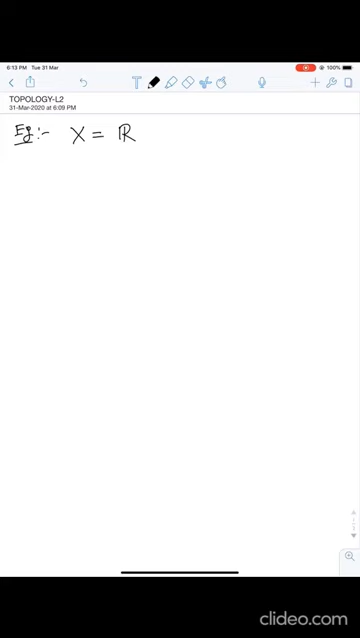 6:13 PM Tue 31 Mar 100%
T
TOPOLOGY-L2
31-Mar-2020 at 6:09 PM
Eg:- X = ℝ
clideo.com